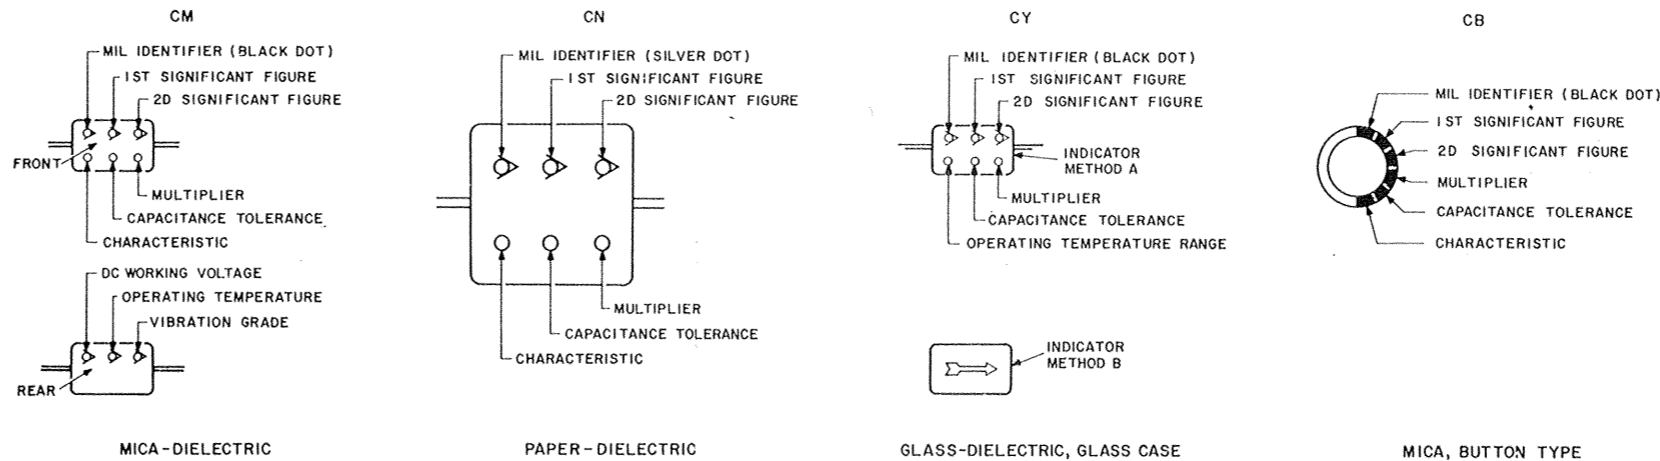 CM
MIL IDENTIFIER (BLACK DOT)
1ST SIGNIFICANT FIGURE
2D SIGNIFICANT FIGURE
FRONT
MULTIPLIER
CAPACITANCE TOLERANCE
CHARACTERISTIC
DC WORKING VOLTAGE
OPERATING TEMPERATURE
VIBRATION GRADE
REAR
MICA-DIELECTRIC
CN
MIL IDENTIFIER (SILVER DOT)
1ST SIGNIFICANT FIGURE
2D SIGNIFICANT FIGURE
MULTIPLIER
CAPACITANCE TOLERANCE
CHARACTERISTIC
PAPER-DIELECTRIC
CY
MIL IDENTIFIER (BLACK DOT)
1ST SIGNIFICANT FIGURE
2D SIGNIFICANT FIGURE
INDICATOR
METHOD A
MULTIPLIER
CAPACITANCE TOLERANCE
OPERATING TEMPERATURE RANGE
INDICATOR
METHOD B
GLASS-DIELECTRIC, GLASS CASE
CB
MIL IDENTIFIER (BLACK DOT)
1ST SIGNIFICANT FIGURE
2D SIGNIFICANT FIGURE
MULTIPLIER
CAPACITANCE TOLERANCE
CHARACTERISTIC
MICA, BUTTON TYPE